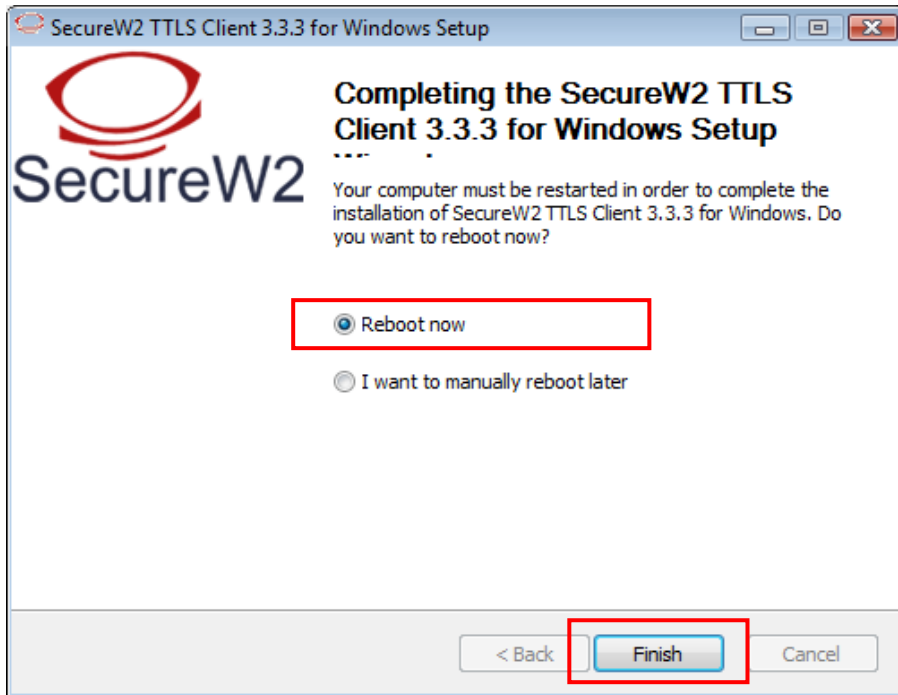 SecureW2 TTLS Client 3.3.3 for Windows Setup
SecureW2
Completing the SecureW2 TTLS
Client 3.3.3 for Windows Setup
Your computer must be restarted in order to complete the
installation of SecureW2 TTLS Client 3.3.3 for Windows. Do
you want to reboot now?
Reboot now
I want to manually reboot later
< Back
Finish
Cancel